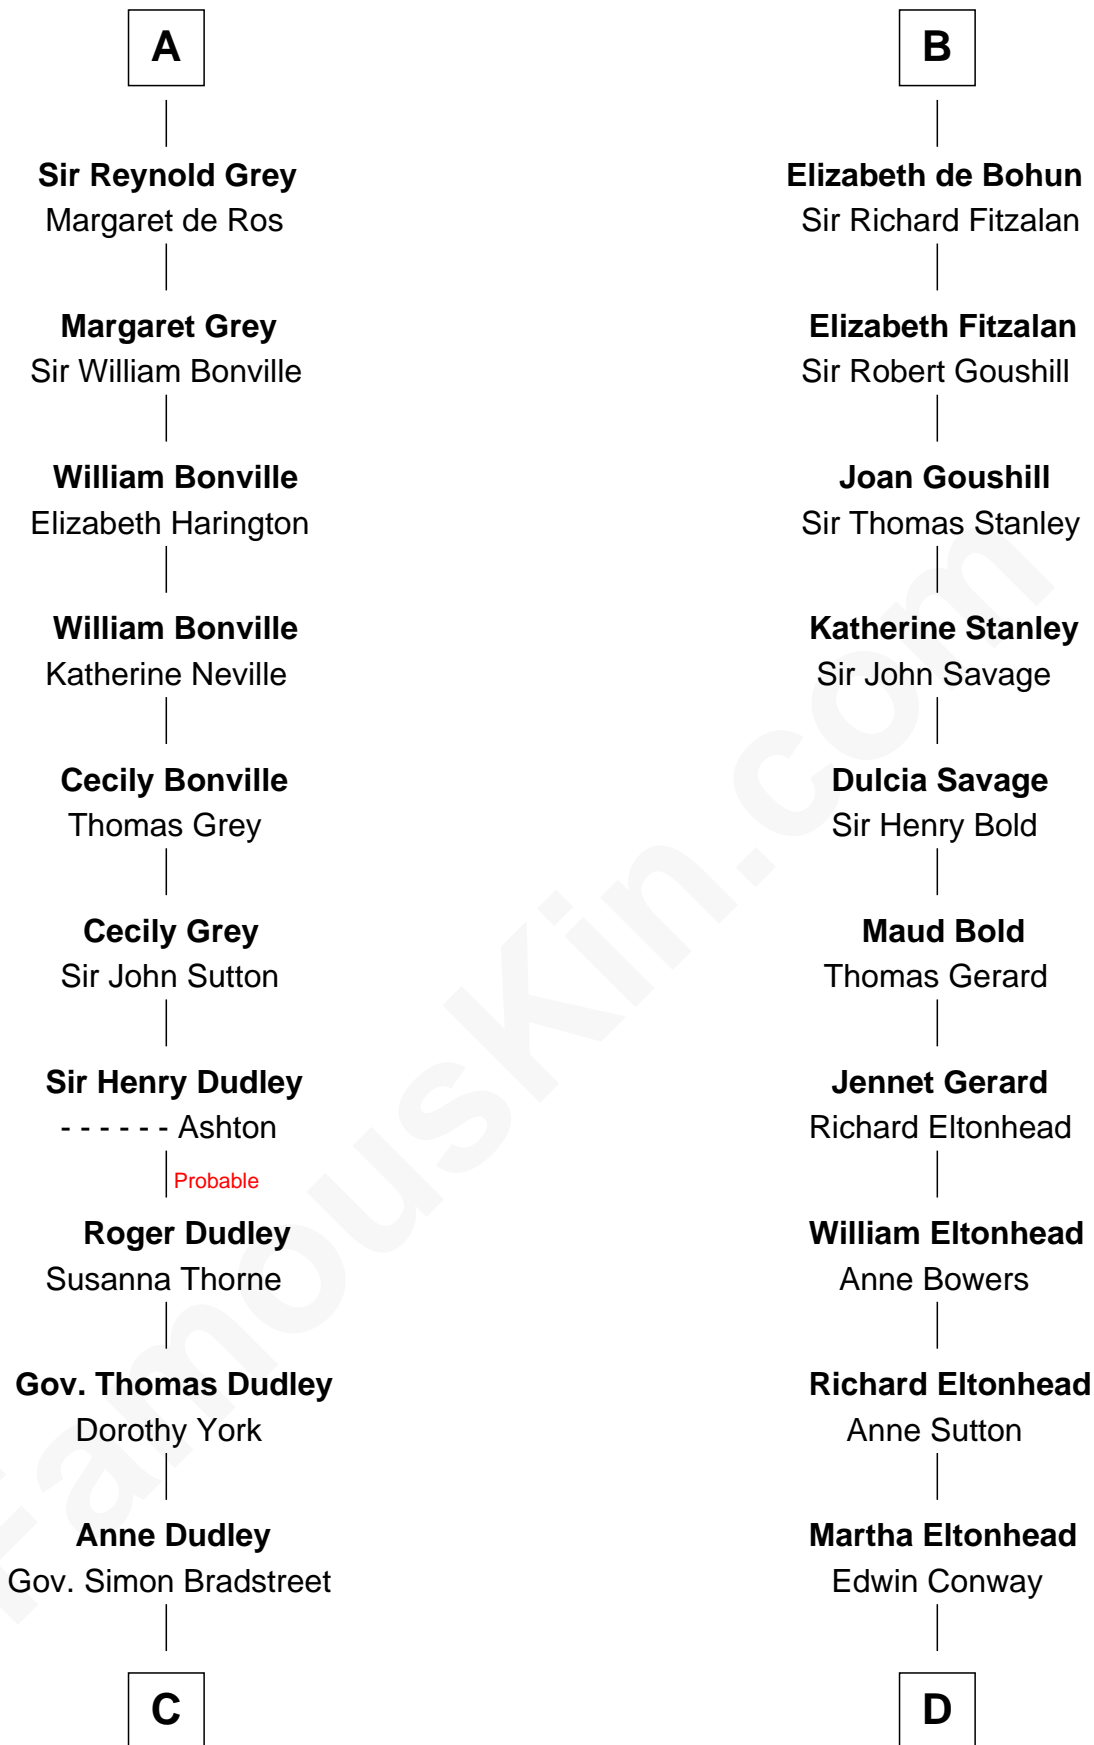 A
Sir Reynold Grey
Margaret de Ros
Margaret Grey
Sir William Bonville
William Bonville
Elizabeth Harington
William Bonville
Katherine Neville
Cecily Bonville
Thomas Grey
Cecily Grey
Sir John Sutton
Sir Henry Dudley
- - - - - - Ashton
Probable
Roger Dudley
Susanna Thorne
Gov. Thomas Dudley
Dorothy York
Anne Dudley
Gov. Simon Bradstreet
C
B
Elizabeth de Bohun
Sir Richard Fitzalan
Elizabeth Fitzalan
Sir Robert Goushill
Joan Goushill
Sir Thomas Stanley
Katherine Stanley
Sir John Savage
Dulcia Savage
Sir Henry Bold
Maud Bold
Thomas Gerard
Jennet Gerard
Richard Eltonhead
William Eltonhead
Anne Bowers
Richard Eltonhead
Anne Sutton
Martha Eltonhead
Edwin Conway
D
FamousKin.com